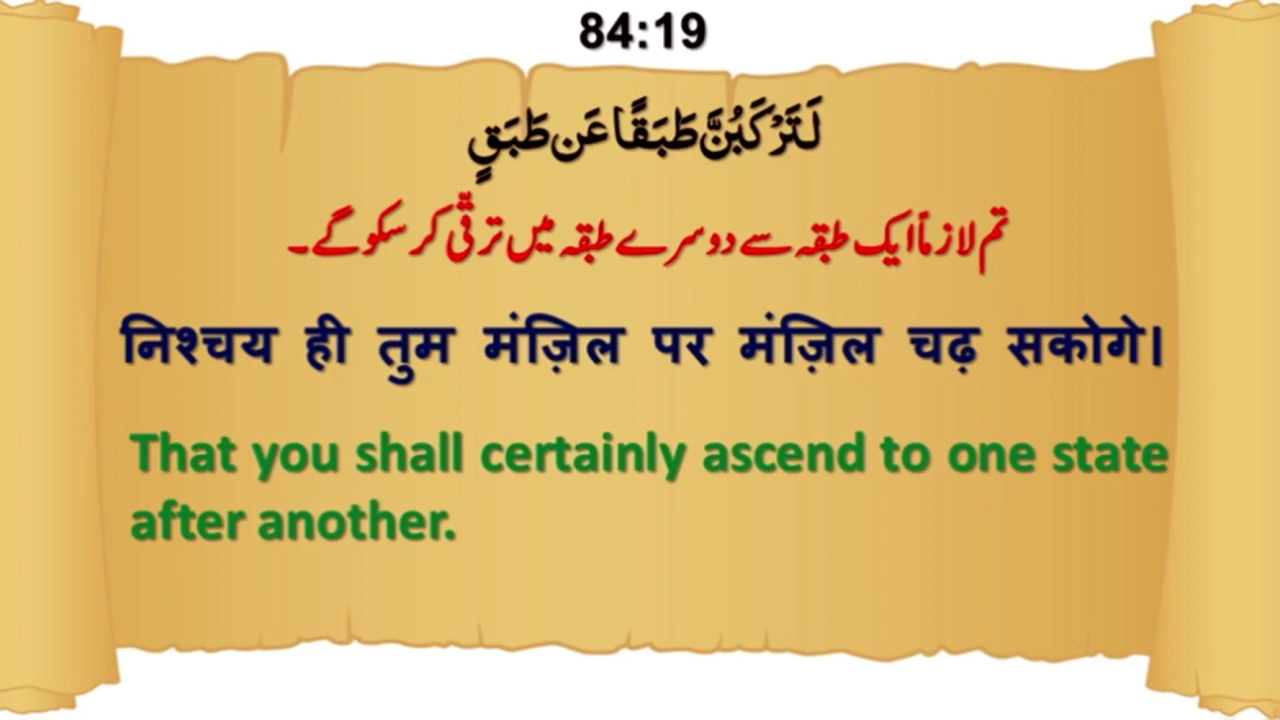 84:19
لَتَرْكَبُنَّ طَبَقًا عَن طَبَقٍ
تم لازماً ایک طبقہ سے دوسرے طبقہ میں ترقّی کر سکو گے۔
निश्चय ही तुम मंज़िल पर मंज़िल चढ़ सकोगे।
That you shall certainly ascend to one state
after another.